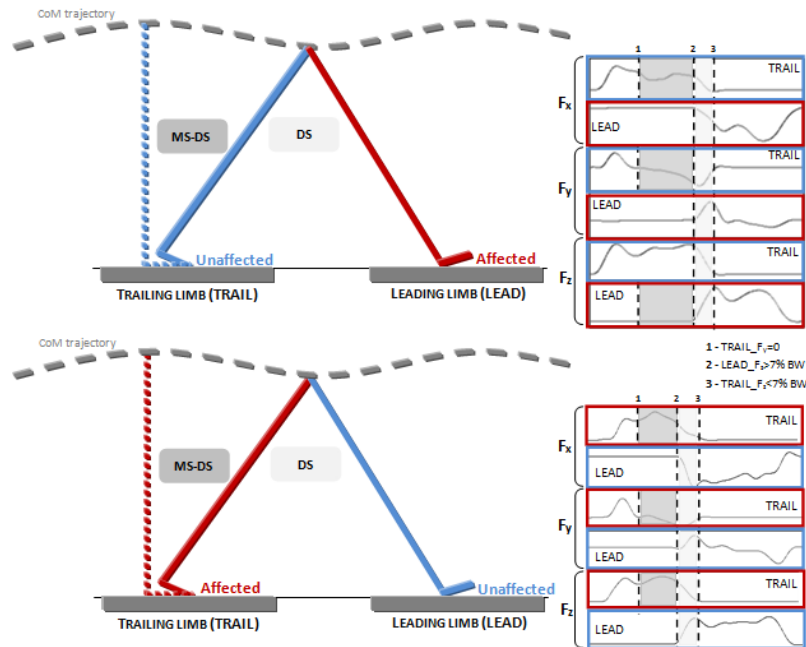 CoM trajectory
MS-DS
DS
Unaffected
Affected
TRAILING LIMB (TRAIL)
LEADING LIMB (LEAD)
1 2 3
Fx
TRAIL
LEAD
Fy
TRAIL
LEAD
Fz
TRAIL
LEAD
1 - TRAIL_Fy=0
2 - LEAD_Fz>7% BW
3 - TRAIL_Fz<7% BW
CoM trajectory
MS-DS
DS
Affected
Unaffected
TRAILING LIMB (TRAIL)
LEADING LIMB (LEAD)
1 2 3
Fx
TRAIL
LEAD
Fy
TRAIL
LEAD
Fz
TRAIL
LEAD